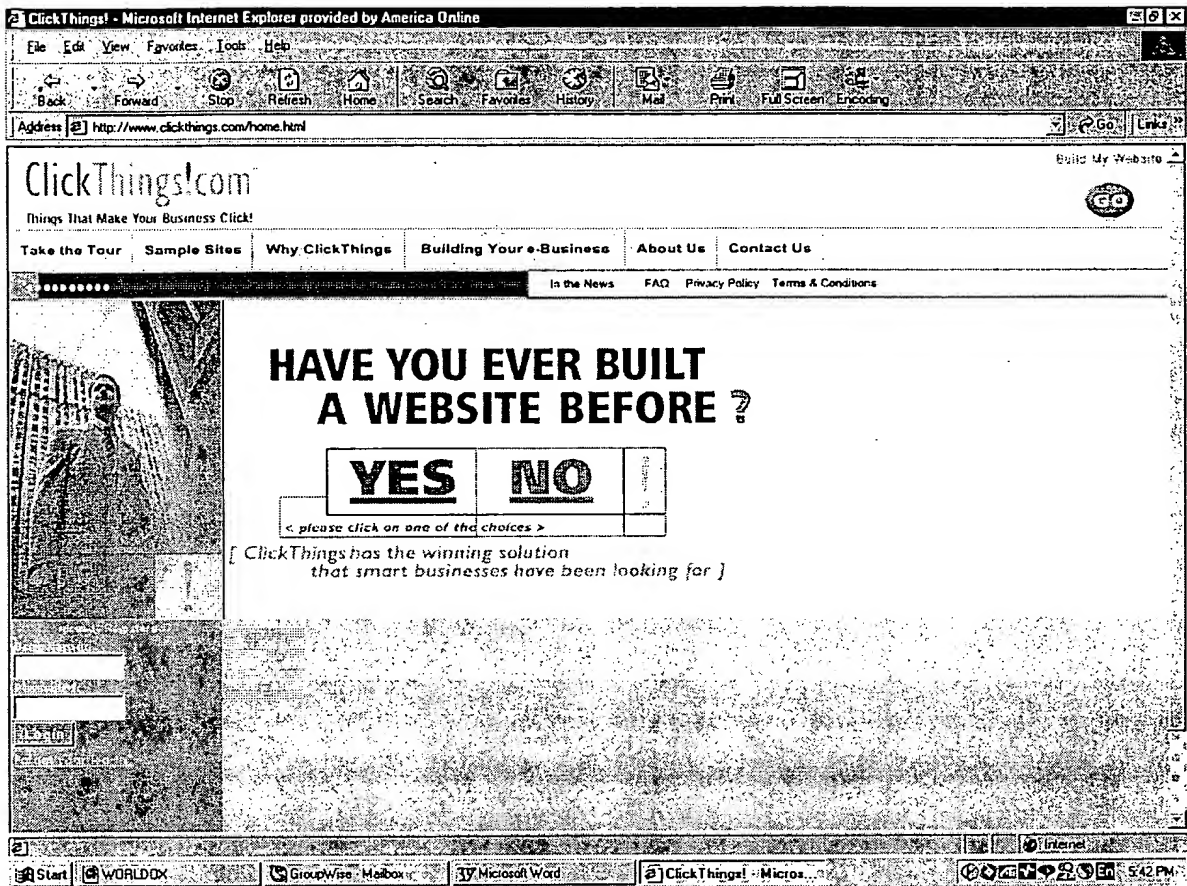 ClickThings! - Microsoft Internet Explorer provided by America Online
File Edit View Favorites Tools Help
Back Forward Stop Refresh Home Search Favorites History Mail Print Full Screen Encoding
Address http://www.clickthings.com/home.html Go Links »
Build My Website
ClickThings!com
GO
Things That Make Your Business Click!
Take the Tour Sample Sites Why ClickThings Building Your e-Business About Us Contact Us
In the News FAQ Privacy Policy Terms & Conditions
HAVE YOU EVER BUILT
A WEBSITE BEFORE ?
YES NO !
< please click on one of the choices >
[ ClickThings has the winning solution
that smart businesses have been looking for ]
!
Internet
Start WORLDOX GroupWise - Mailbox Microsoft Word ClickThings! - Micros... En 5:42 PM